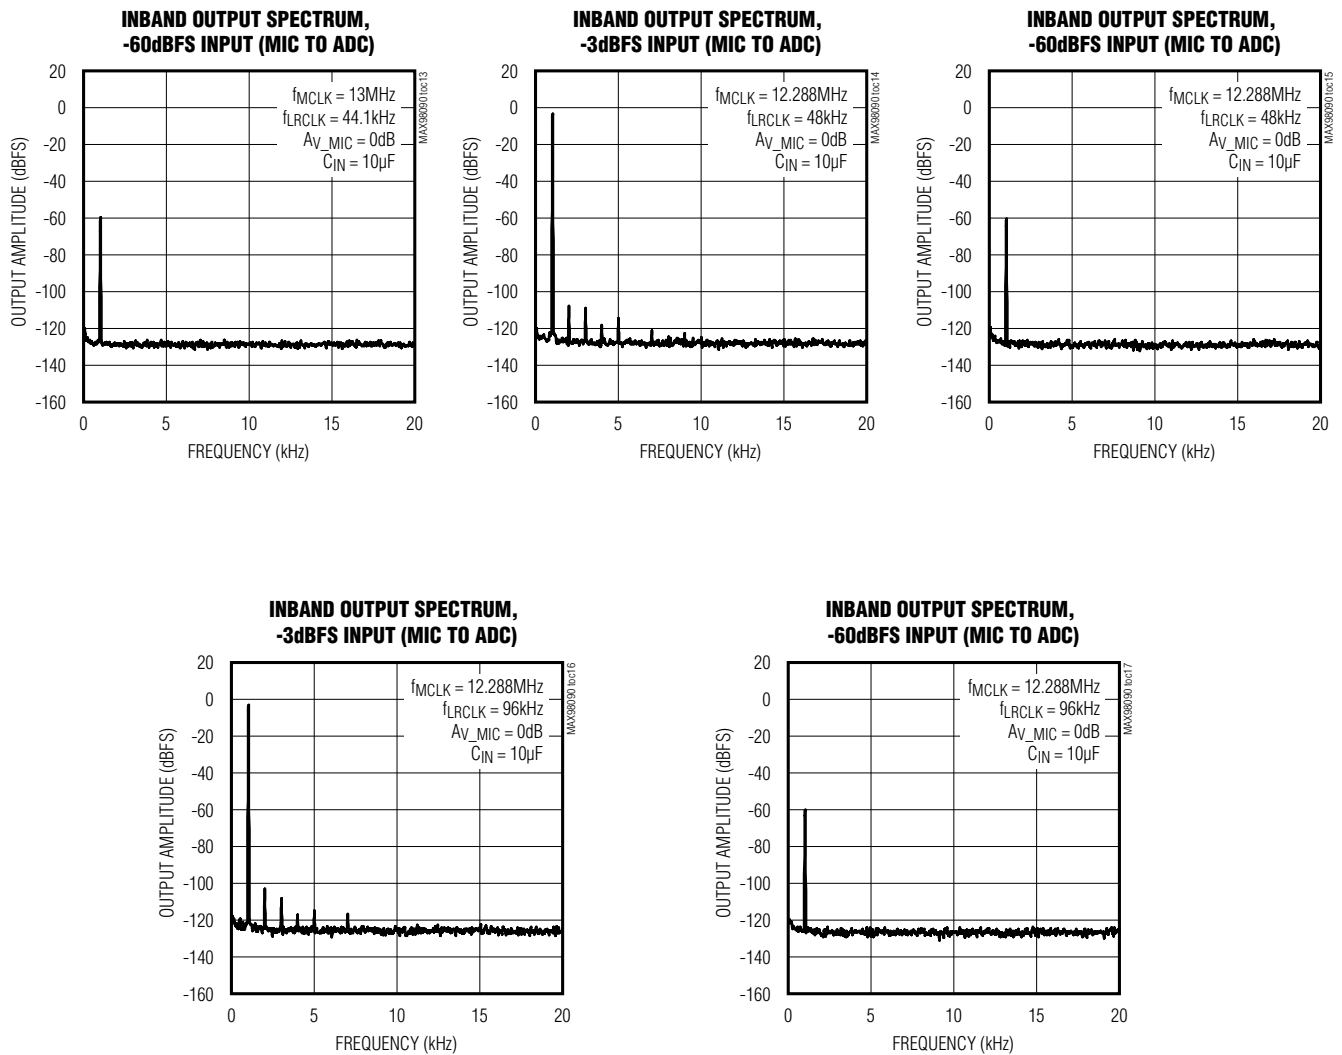 INBAND OUTPUT SPECTRUM,
-60dBFS INPUT (MIC TO ADC)
20
0
-20
-40
-60
-80
-100
-120
-140
-160
OUTPUT AMPLITUDE (dBFS)
fMCLK = 13MHz
fLRCLK = 44.1kHz
AV_MIC = 0dB
CIN = 10µF
MAX98090 toc13
0 5 10 15 20
FREQUENCY (kHz)
INBAND OUTPUT SPECTRUM,
-3dBFS INPUT (MIC TO ADC)
20
0
-20
-40
-60
-80
-100
-120
-140
-160
OUTPUT AMPLITUDE (dBFS)
fMCLK = 12.288MHz
fLRCLK = 48kHz
AV_MIC = 0dB
CIN = 10µF
MAX98090 toc14
0 5 10 15 20
FREQUENCY (kHz)
INBAND OUTPUT SPECTRUM,
-60dBFS INPUT (MIC TO ADC)
20
0
-20
-40
-60
-80
-100
-120
-140
-160
OUTPUT AMPLITUDE (dBFS)
fMCLK = 12.288MHz
fLRCLK = 48kHz
AV_MIC = 0dB
CIN = 10µF
MAX98090 toc15
0 5 10 15 20
FREQUENCY (kHz)
INBAND OUTPUT SPECTRUM,
-3dBFS INPUT (MIC TO ADC)
20
0
-20
-40
-60
-80
-100
-120
-140
-160
OUTPUT AMPLITUDE (dBFS)
fMCLK = 12.288MHz
fLRCLK = 96kHz
AV_MIC = 0dB
CIN = 10µF
MAX98090 toc16
0 5 10 15 20
FREQUENCY (kHz)
INBAND OUTPUT SPECTRUM,
-60dBFS INPUT (MIC TO ADC)
20
0
-20
-40
-60
-80
-100
-120
-140
-160
OUTPUT AMPLITUDE (dBFS)
fMCLK = 12.288MHz
fLRCLK = 96kHz
AV_MIC = 0dB
CIN = 10µF
MAX98090 toc17
0 5 10 15 20
FREQUENCY (kHz)